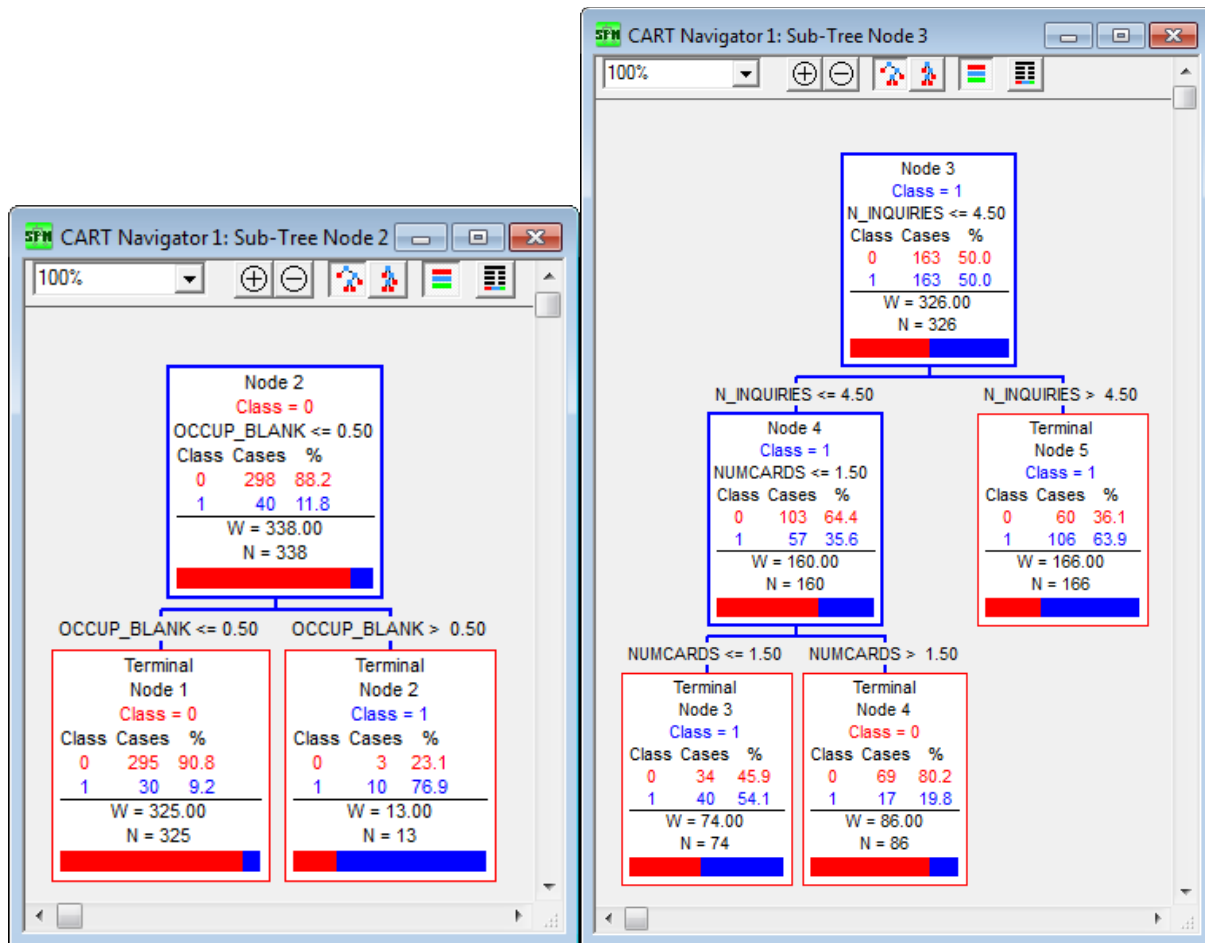 SFM CART Navigator 1: Sub-Tree Node 2
100%
Node 2
Class = 0
OCCUP_BLANK <= 0.50
Class Cases %
0 298 88.2
1 40 11.8
W = 338.00
N = 338
OCCUP_BLANK <= 0.50 OCCUP_BLANK > 0.50
Terminal
Node 1
Class = 0
Class Cases %
0 295 90.8
1 30 9.2
W = 325.00
N = 325
Terminal
Node 2
Class = 1
Class Cases %
0 3 23.1
1 10 76.9
W = 13.00
N = 13
SFM CART Navigator 1: Sub-Tree Node 3
100%
Node 3
Class = 1
N_INQUIRIES <= 4.50
Class Cases %
0 163 50.0
1 163 50.0
W = 326.00
N = 326
N_INQUIRIES <= 4.50 N_INQUIRIES > 4.50
Node 4
Class = 1
NUMCARDS <= 1.50
Class Cases %
0 103 64.4
1 57 35.6
W = 160.00
N = 160
Terminal
Node 5
Class = 1
Class Cases %
0 60 36.1
1 106 63.9
W = 166.00
N = 166
NUMCARDS <= 1.50 NUMCARDS > 1.50
Terminal
Node 3
Class = 1
Class Cases %
0 34 45.9
1 40 54.1
W = 74.00
N = 74
Terminal
Node 4
Class = 0
Class Cases %
0 69 80.2
1 17 19.8
W = 86.00
N = 86